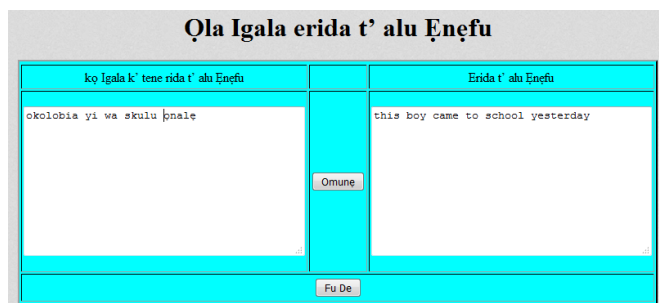 Ọla Igala erida t’ alu Ẹnẹfu
kọ Igala k’ tene rida t’ alu Ẹnẹfu
Erida t’ alu Ẹnẹfu
okolobia yi wa skulu ọnalẹ
Omunẹ
this boy came to school yesterday
Fu De